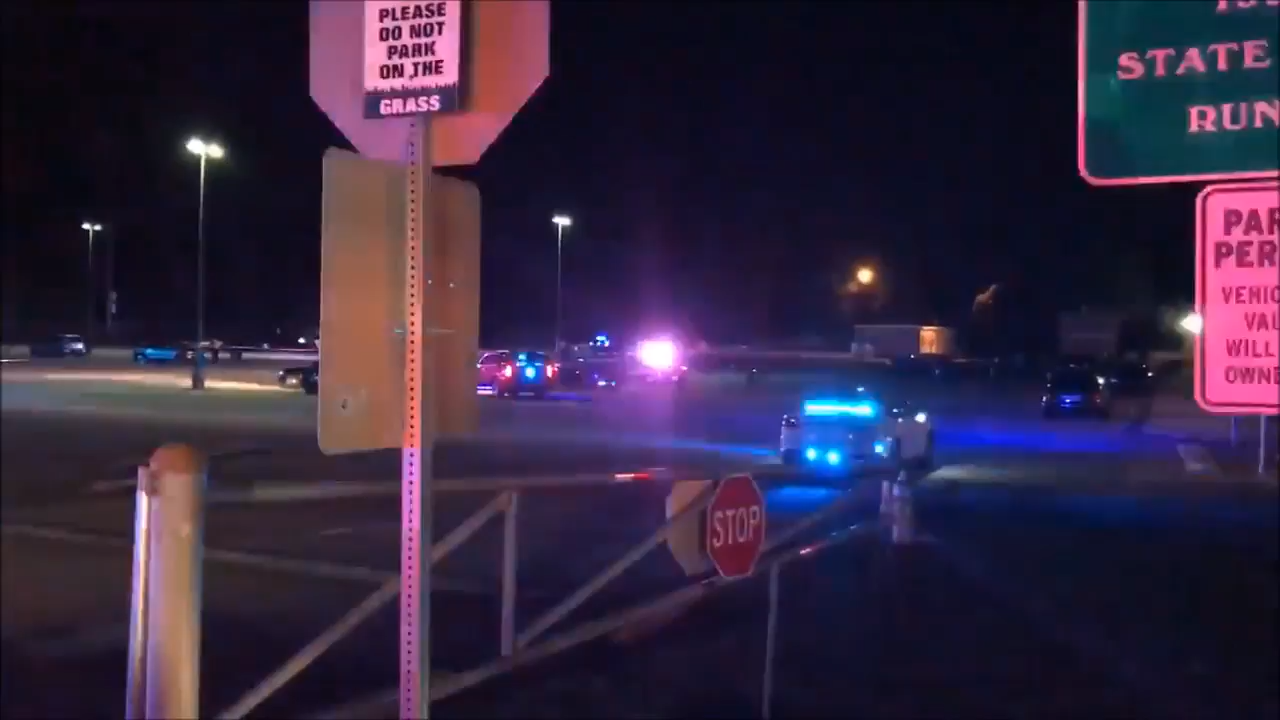 PLEASE
DO NOT
PARK
ON THE
GRASS
STATE
RUN
PAR
PER
VEHIC
VAL
WILL
OWNE
STOP